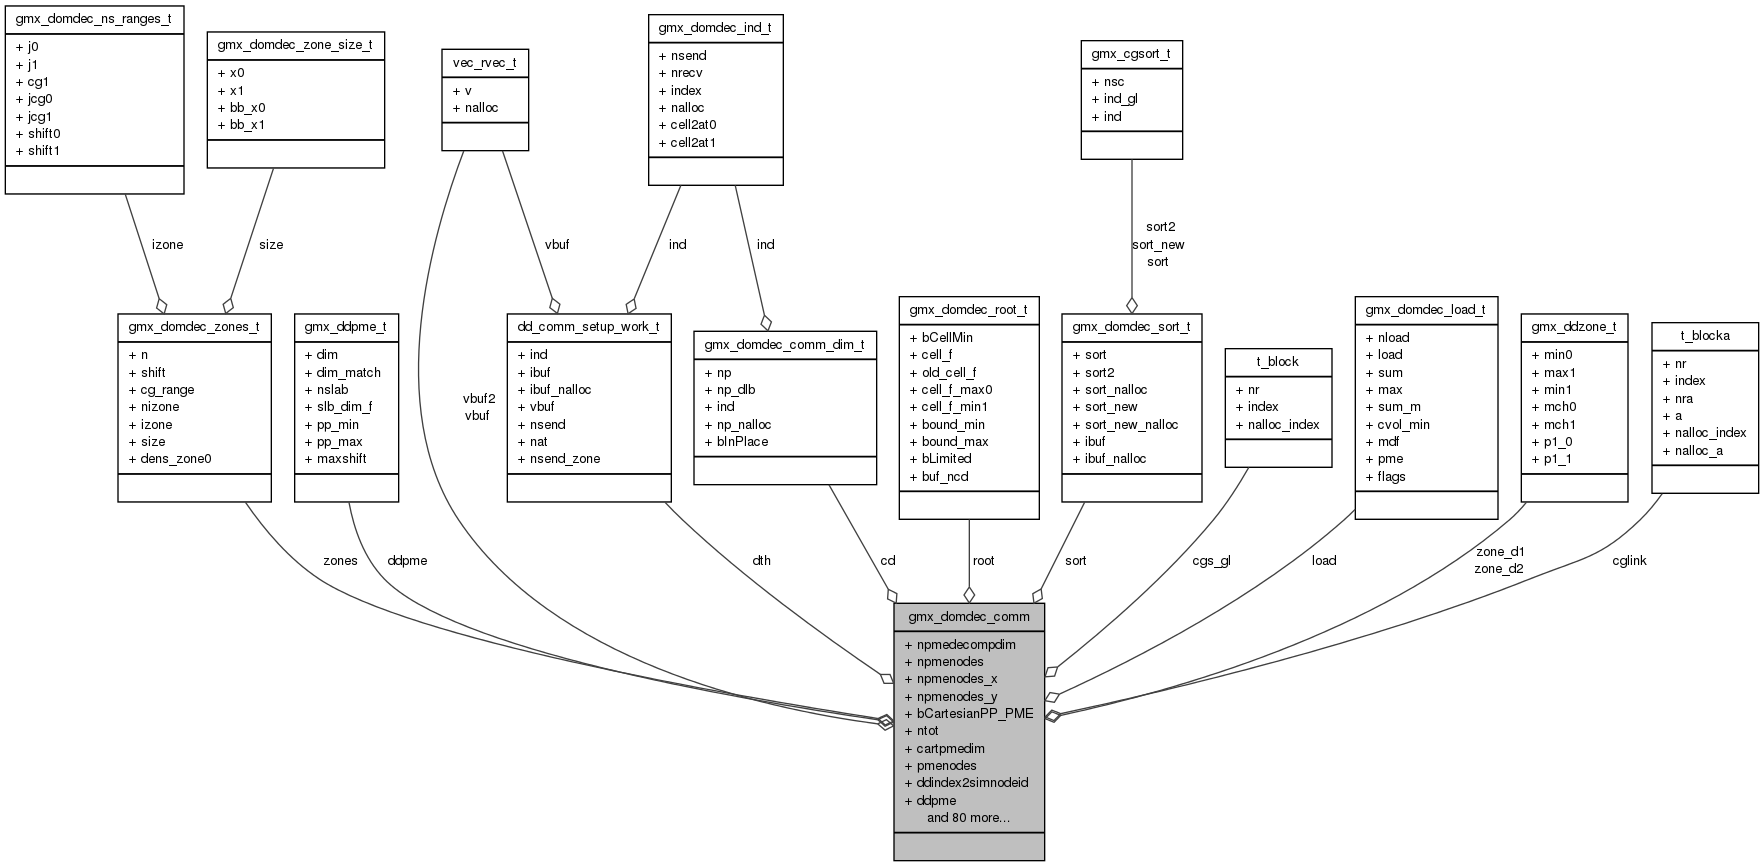 gmx_domdec_ns_ranges_t
+ j0
+ j1
+ cg1
+ jcg0
+ jcg1
+ shift0
+ shift1
gmx_domdec_zone_size_t
+ x0
+ x1
+ bb_x0
+ bb_x1
vec_rvec_t
+ v
+ nalloc
gmx_domdec_ind_t
+ nsend
+ nrecv
+ index
+ nalloc
+ cell2at0
+ cell2at1
gmx_cgsort_t
+ nsc
+ ind_gl
+ ind
izone
size
vbuf
ind
ind
sort2
sort_new
sort
gmx_domdec_zones_t
+ n
+ shift
+ cg_range
+ nizone
+ izone
+ size
+ dens_zone0
gmx_ddpme_t
+ dim
+ dim_match
+ nslab
+ slb_dim_f
+ pp_min
+ pp_max
+ maxshift
vbuf2
vbuf
dd_comm_setup_work_t
+ ind
+ ibuf
+ ibuf_nalloc
+ vbuf
+ nsend
+ nat
+ nsend_zone
gmx_domdec_comm_dim_t
+ np
+ np_dlb
+ ind
+ np_nalloc
+ bInPlace
gmx_domdec_root_t
+ bCellMin
+ cell_f
+ old_cell_f
+ cell_f_max0
+ cell_f_min1
+ bound_min
+ bound_max
+ bLimited
+ buf_ncd
gmx_domdec_sort_t
+ sort
+ sort2
+ sort_nalloc
+ sort_new
+ sort_new_nalloc
+ ibuf
+ ibuf_nalloc
t_block
+ nr
+ index
+ nalloc_index
gmx_domdec_load_t
+ nload
+ load
+ sum
+ max
+ sum_m
+ cvol_min
+ mdf
+ pme
+ flags
gmx_ddzone_t
+ min0
+ max1
+ min1
+ mch0
+ mch1
+ p1_0
+ p1_1
t_blocka
+ nr
+ index
+ nra
+ a
+ nalloc_index
+ nalloc_a
zones
ddpme
dth
cd
root
sort
cgs_gl
load
zone_d1
zone_d2
cglink
gmx_domdec_comm
+ npmedecompdim
+ npmenodes
+ npmenodes_x
+ npmenodes_y
+ bCartesianPP_PME
+ ntot
+ cartpmedim
+ pmenodes
+ ddindex2simnodeid
+ ddpme
and 80 more...